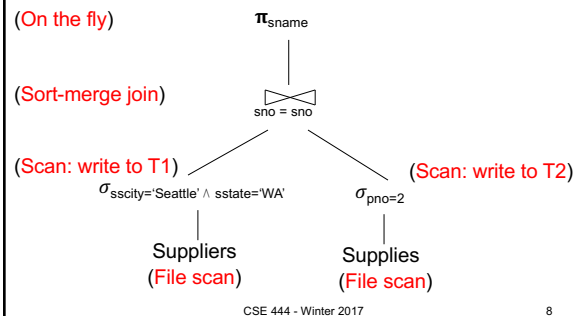 (On the fly) πsname
(Sort-merge join)
sno = sno
(Scan: write to T1) (Scan: write to T2)
σsscity=‘Seattle’ ∧ sstate=‘WA’ σpno=2
Suppliers Supplies
(File scan) (File scan)
CSE 444 - Winter 2017 8